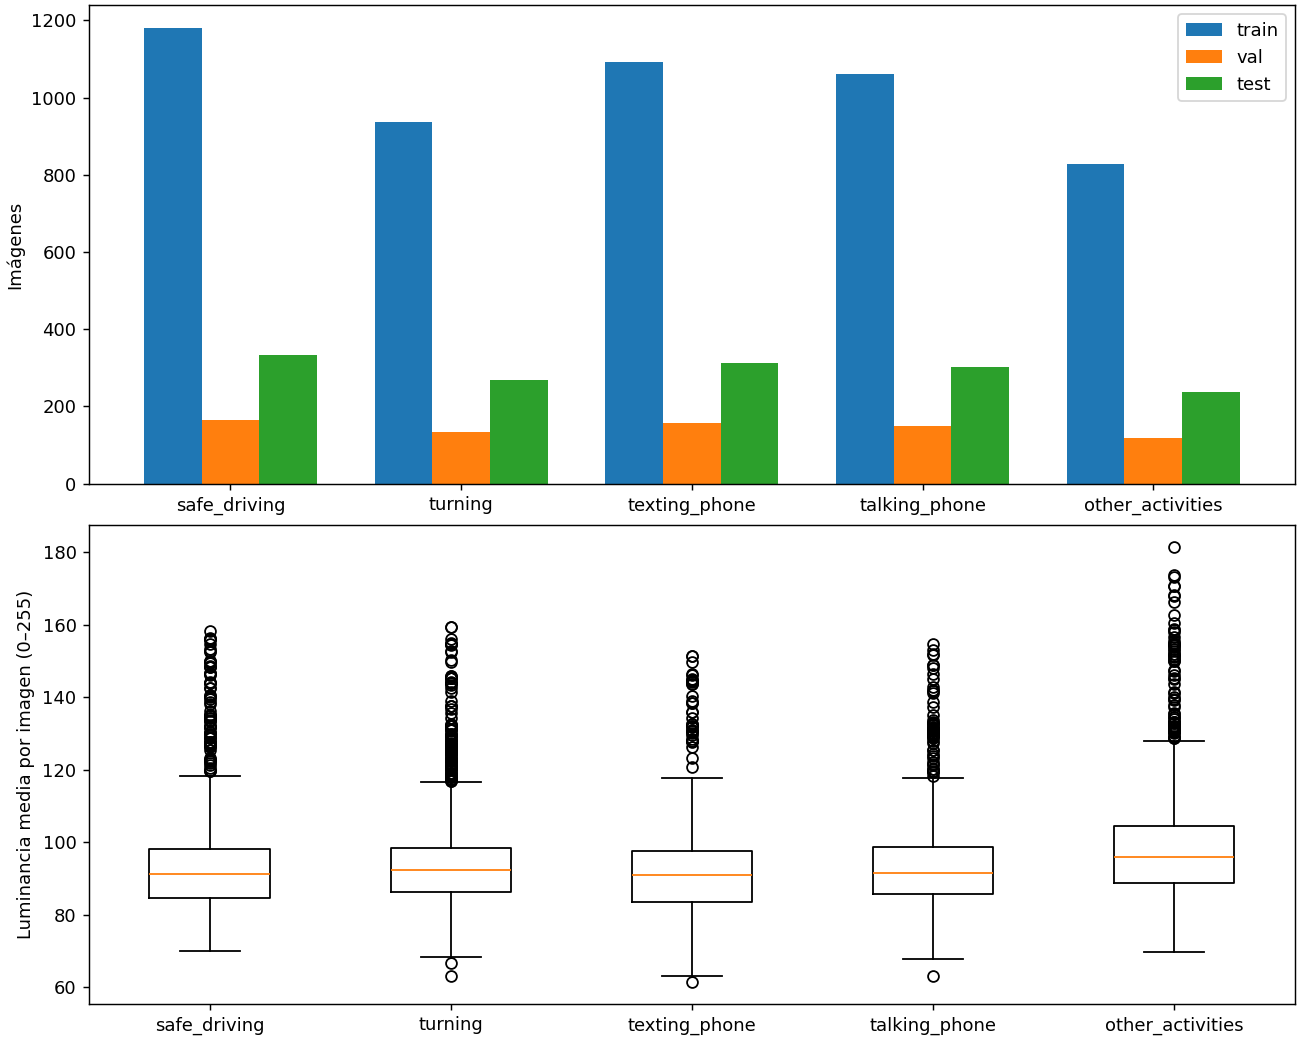 1200
1000
800
600
400
200
0
Imágenes
train
val
test
safe_driving
turning
texting_phone
talking_phone
other_activities
180
160
140
120
100
80
60
Luminancia media por imagen (0–255)
safe_driving
turning
texting_phone
talking_phone
other_activities